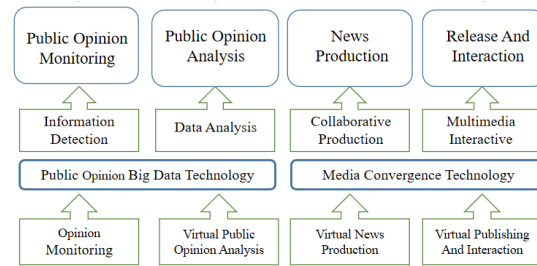 Public Opinion
Monitoring
Public Opinion
Analysis
News
Production
Release And
Interaction
Information
Detection
Data Analysis
Collaborative
Production
Multimedia
Interactive
Public Opinion Big Data Technology
Media Convergence Technology
Opinion
Monitoring
Virtual Public
Opinion Analysis
Virtual News
Production
Virtual Publishing
And Interaction